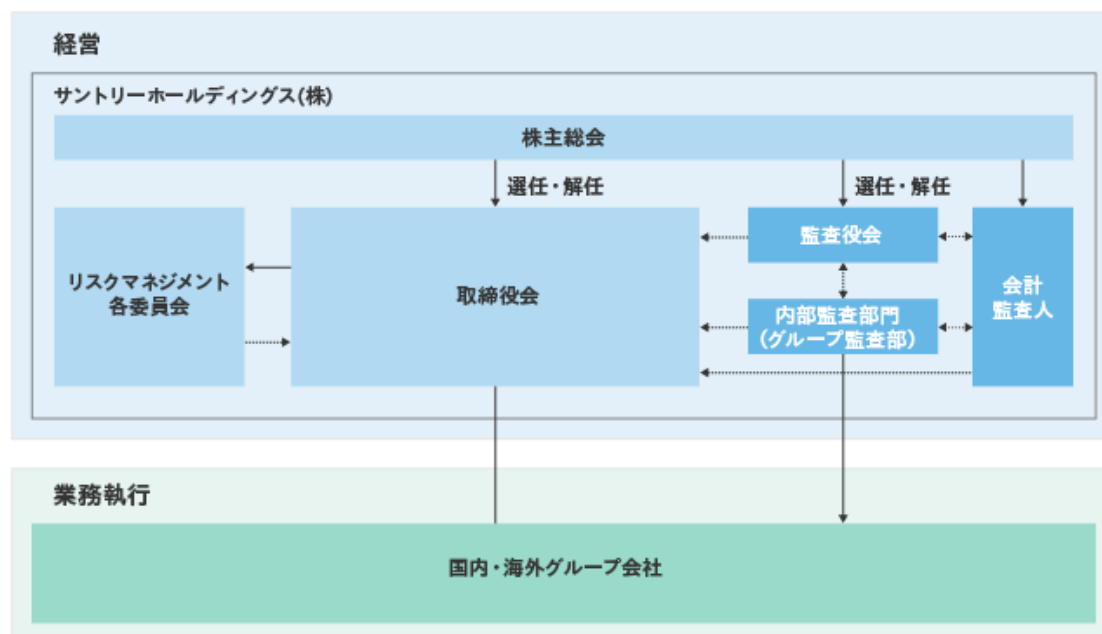 経営
サントリーホールディングス(株)
株主総会
選任・解任
選任・解任
リスクマネジメント
各委員会
取締役会
監査役会
内部監査部門
(グループ監査部)
会計
監査人
業務執行
国内・海外グループ会社